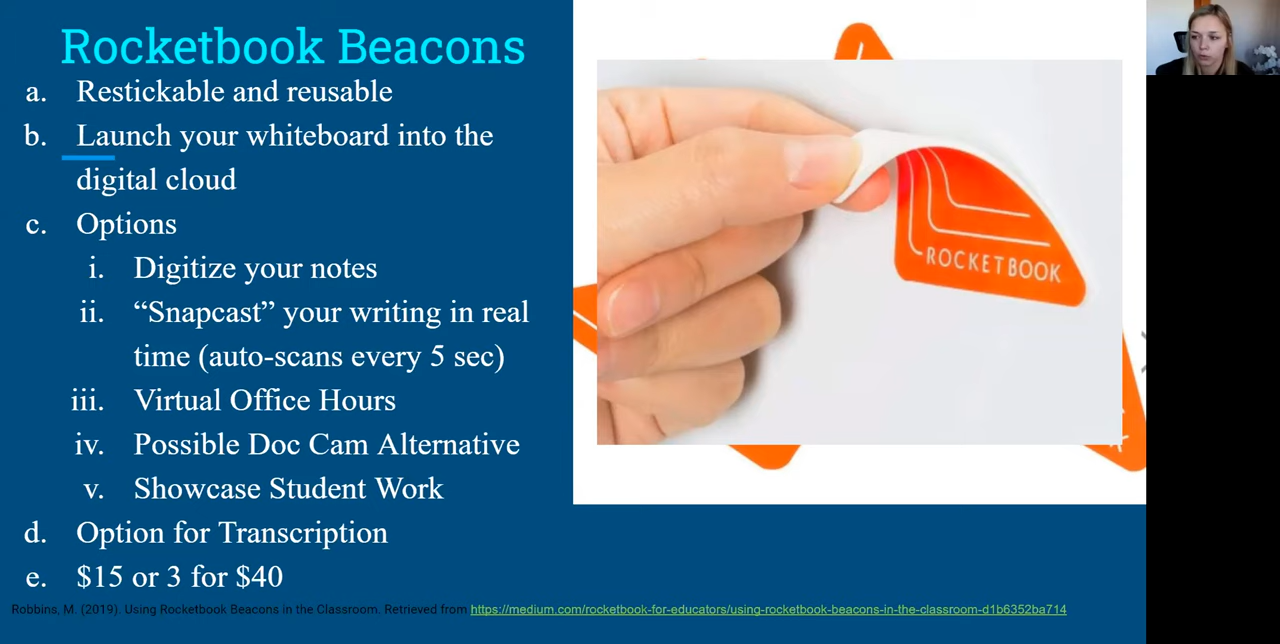 Rocketbook Beacons
a. Restickable and reusable
b. Launch your whiteboard into the
digital cloud
c. Options
i. Digitize your notes
ii. “Snapcast” your writing in real
time (auto-scans every 5 sec)
iii. Virtual Office Hours
iv. Possible Doc Cam Alternative
v. Showcase Student Work
d. Option for Transcription
e. $15 or 3 for $40
ROCKETBOOK
Robbins, M. (2019). Using Rocketbook Beacons in the Classroom. Retrieved from https://medium.com/rocketbook-for-educators/using-rocketbook-beacons-in-the-classroom-d1b6352ba714